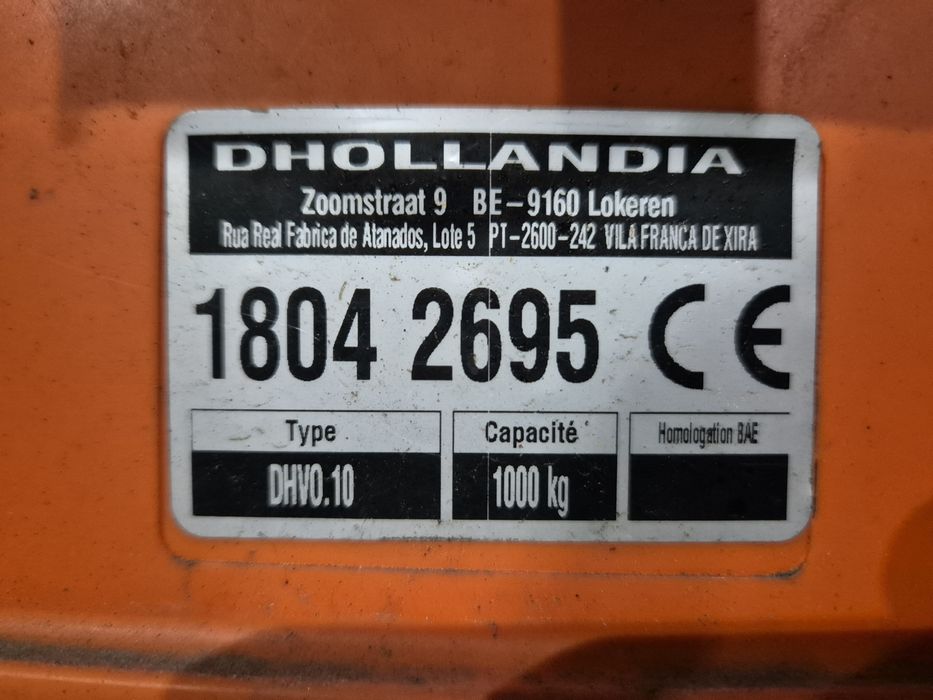 DHOLLANDIA
Zoomstraat 9 BE-9160 Lokeren
Rua Real Fabrica de Atanados, Lote 5 PT-2600-242 VILA FRANCA DE XIRA
1804 2695 CE
Type Capacité Homologation BAE
DHVO.10 1000 kg